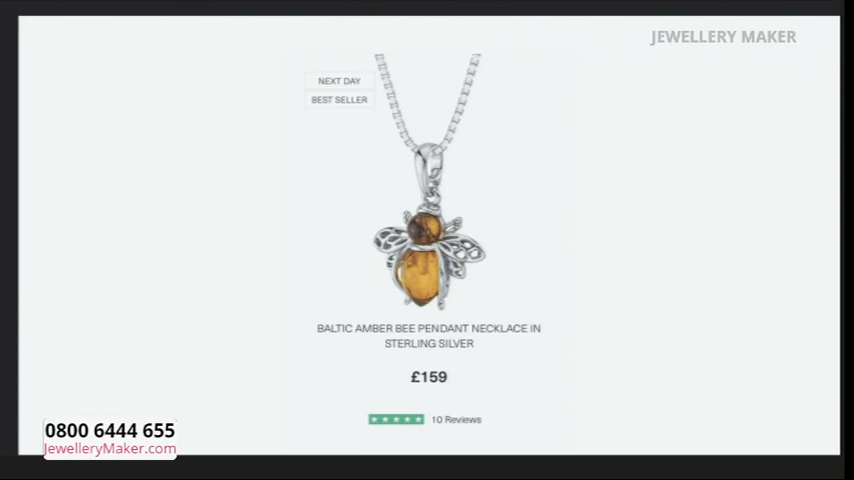 JEWELLERY MAKER
NEXT DAY
BEST SELLER
BALTIC AMBER BEE PENDANT NECKLACE IN
STERLING SILVER
£159
10 Reviews
0800 6444 655
JewelleryMaker.com